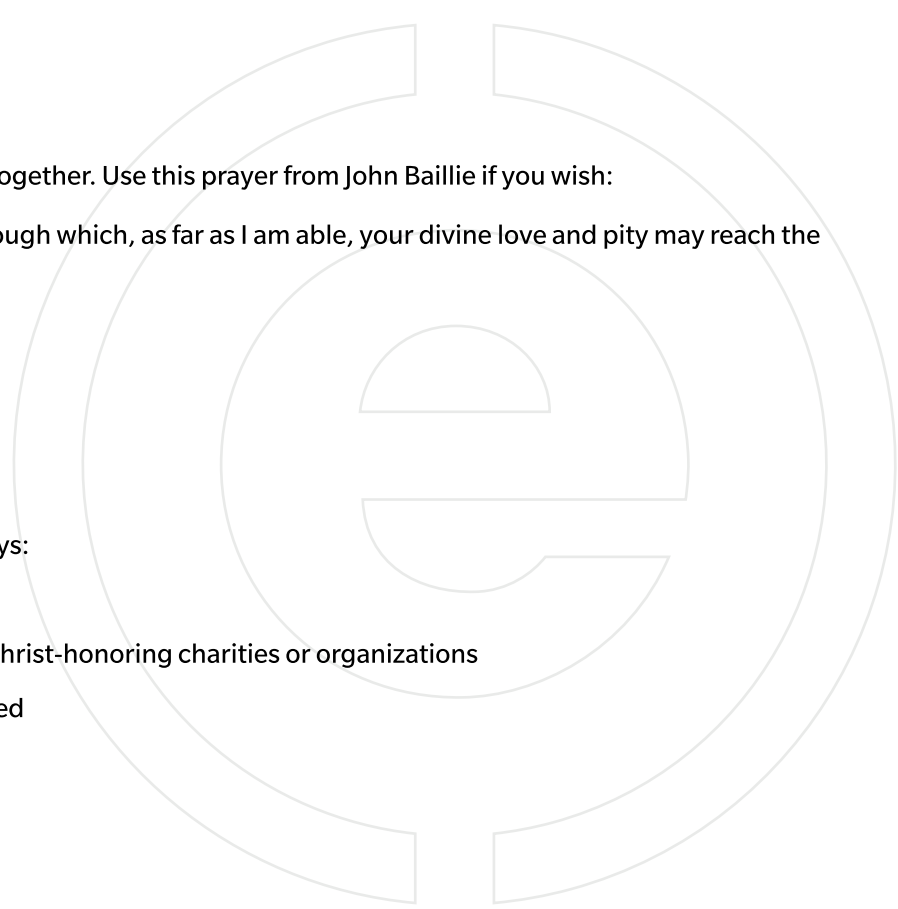 ogether. Use this prayer from John Baillie if you wish:
ough which, as far as I am able, your divine love and pity may reach the
ys:
hrist-honoring charities or organizations
ed
e